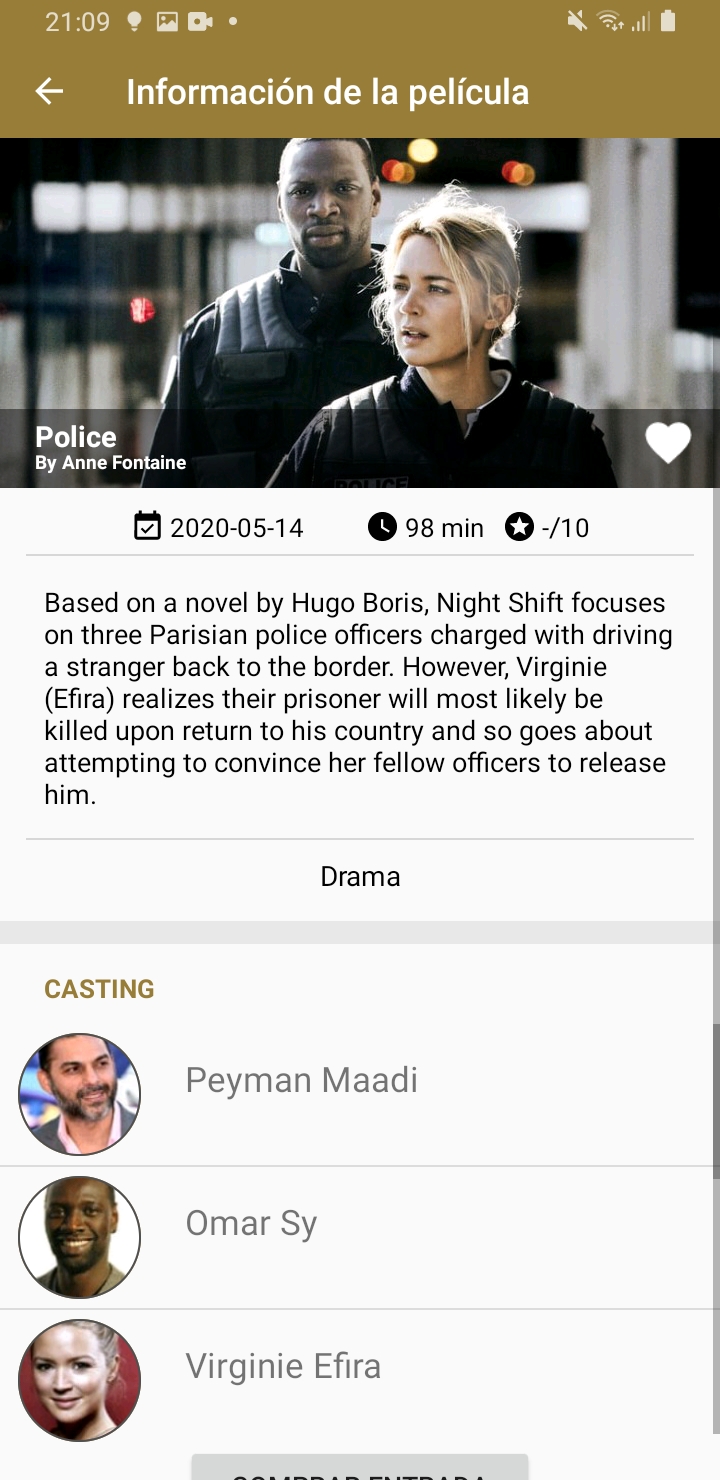 21:09
Información de la película
POLICE
Police
By Anne Fontaine
2020-05-14 98 min -/10
Based on a novel by Hugo Boris, Night Shift focuses
on three Parisian police officers charged with driving
a stranger back to the border. However, Virginie
(Efira) realizes their prisoner will most likely be
killed upon return to his country and so goes about
attempting to convince her fellow officers to release
him.
Drama
CASTING
Peyman Maadi
Omar Sy
Virginie Efira
COMPRAR ENTRADA